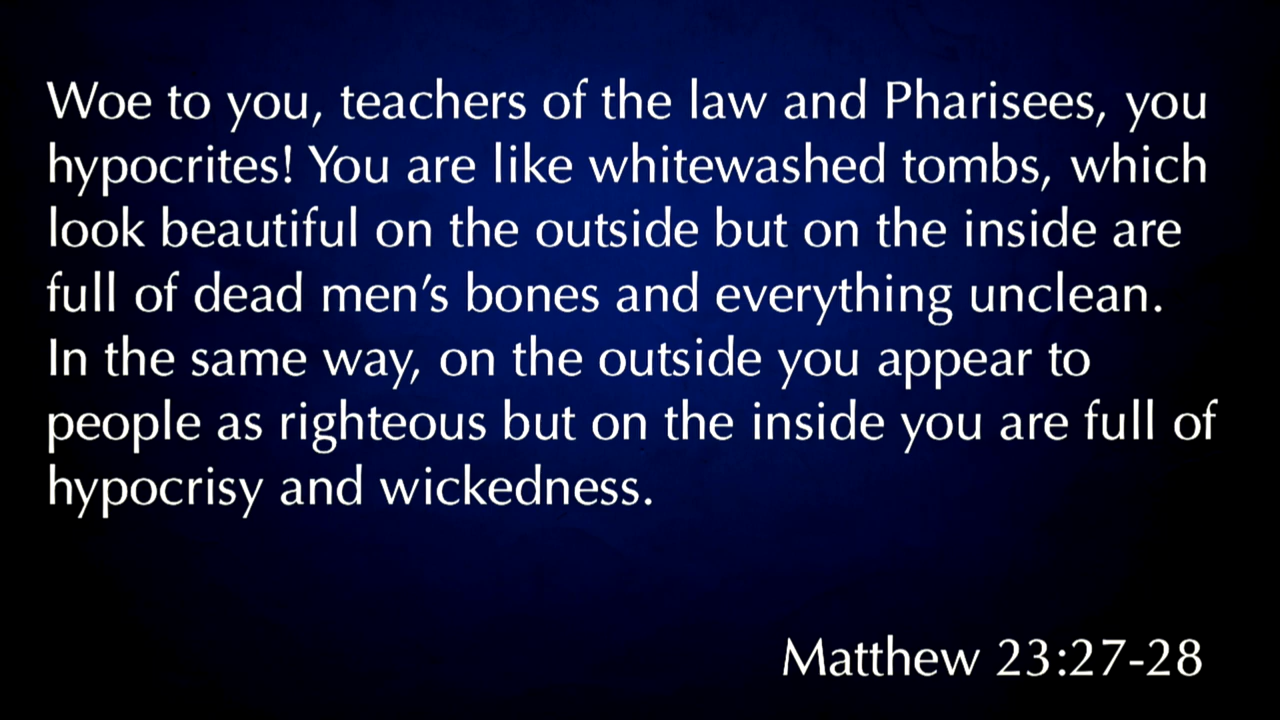 Woe to you, teachers of the law and Pharisees, you
hypocrites! You are like whitewashed tombs, which
look beautiful on the outside but on the inside are
full of dead men’s bones and everything unclean.
In the same way, on the outside you appear to
people as righteous but on the inside you are full of
hypocrisy and wickedness.
Matthew 23:27-28